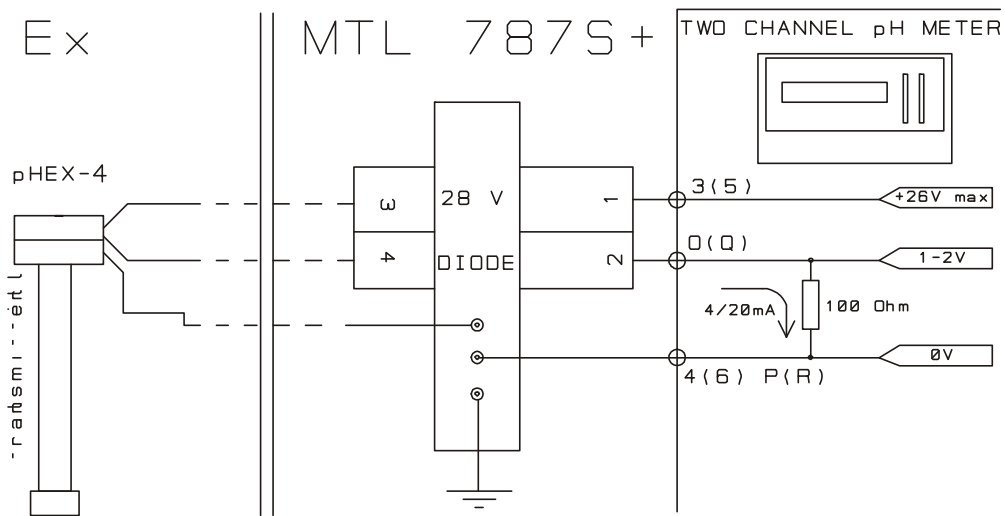 Ex
MTL 787S+
TWO CHANNEL pH METER
pHEX-4
3
28 V
1
3(5)
+26V max
4
DIODE
2
O(Q)
1-2V
4/20mA
100 Ohm
4(6) P(R)
0V